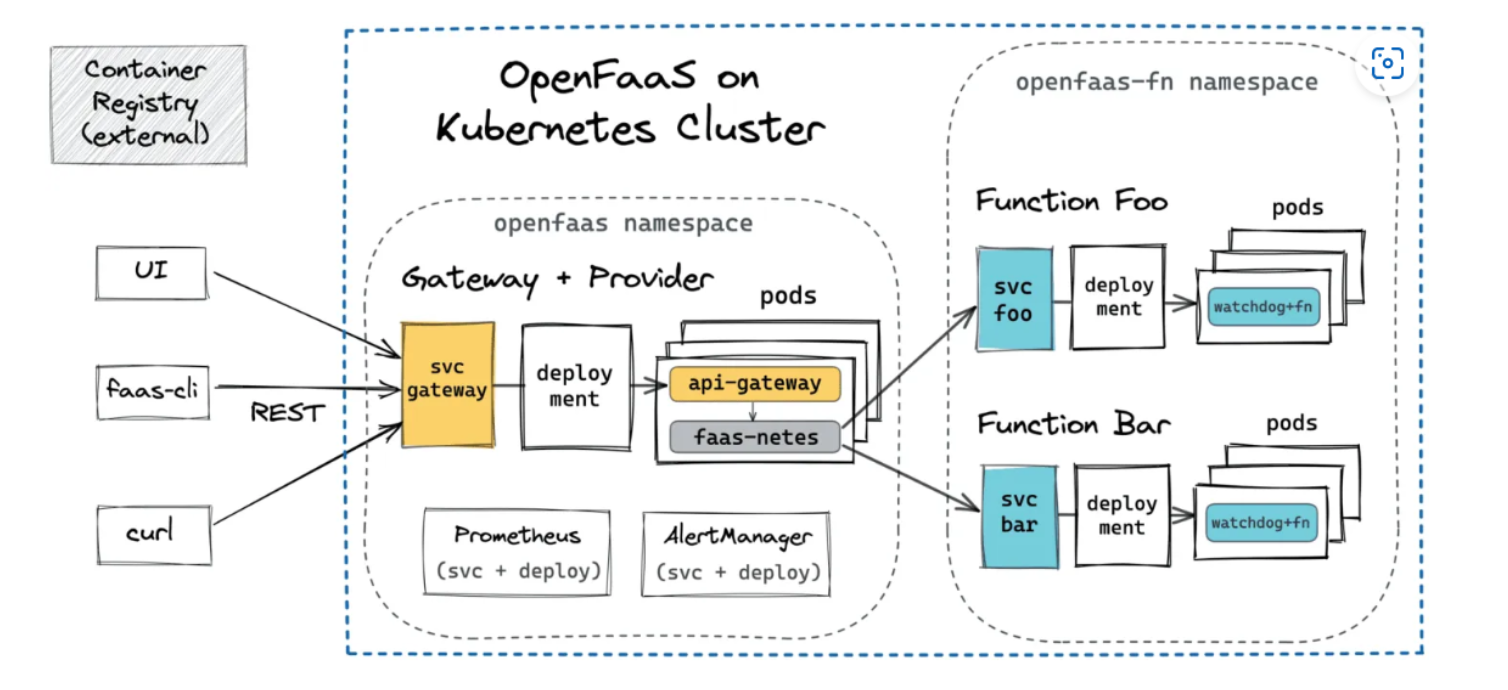 Container
Registry
(external)
OpenFaaS on
Kubernetes Cluster
openfaas-fn namespace
UI
faas-cli
REST
curl
openfaas namespace
Gateway + Provider
pods
svc
gateway
deploy
ment
api-gateway
faas-netes
Prometheus
(svc + deploy)
AlertManager
(svc + deploy)
Function Foo
pods
svc
foo
deploy
ment
watchdog+fn
Function Bar
pods
svc
bar
deploy
ment
watchdog+fn